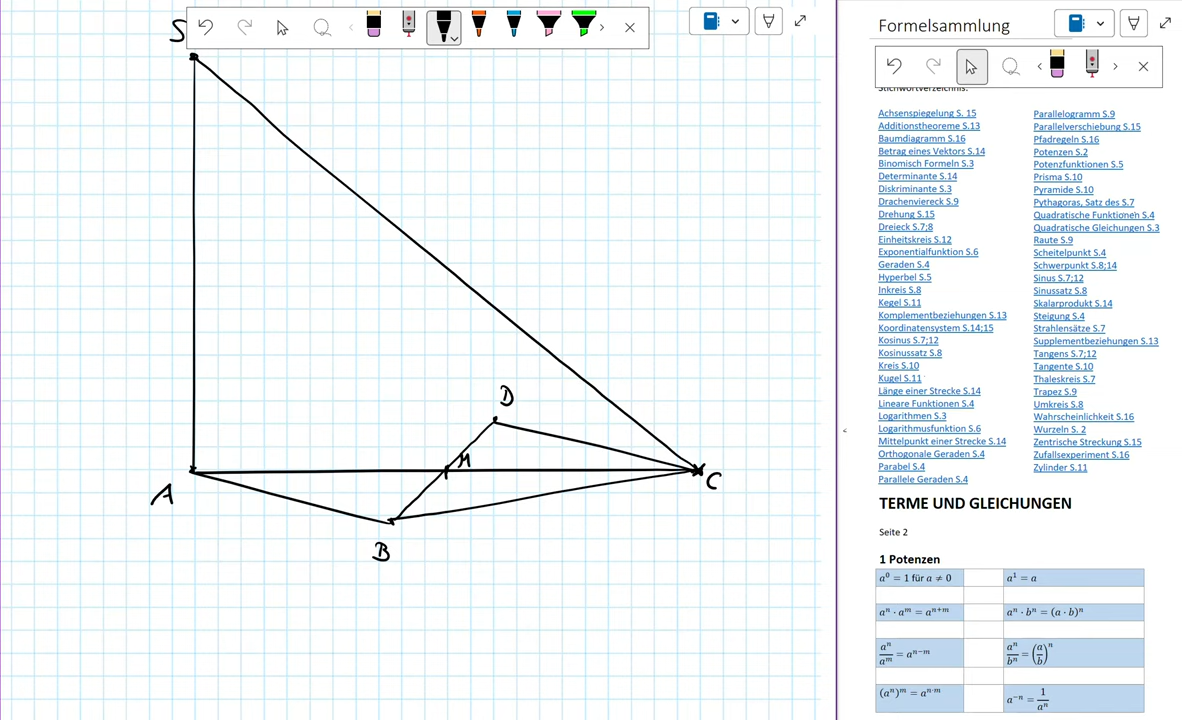 S
D
M
A
C
B
Formelsammlung
Stichwortverzeichnis:
Achsenspiegelung S. 15
Additionstheoreme S.13
Baumdiagramm S.16
Betrag eines Vektors S.14
Binomisch Formeln S.3
Determinante S.14
Diskriminante S.3
Drachenviereck S.9
Drehung S.15
Dreieck S.7;8
Einheitskreis S.12
Exponentialfunktion S.6
Geraden S.4
Hyperbel S.5
Inkreis S.8
Kegel S.11
Komplementbeziehungen S.13
Koordinatensystem S.14;15
Kosinus S.7;12
Kosinussatz S.8
Kreis S.10
Kugel S.11
Länge einer Strecke S.14
Lineare Funktionen S.4
Logarithmen S.3
Logarithmusfunktion S.6
Mittelpunkt einer Strecke S.14
Orthogonale Geraden S.4
Parabel S.4
Parallele Geraden S.4
Parallelogramm S.9
Parallelverschiebung S.15
Pfadregeln S.16
Potenzen S.2
Potenzfunktionen S.5
Prisma S.10
Pyramide S.10
Pythagoras, Satz des S.7
Quadratische Funktionen S.4
Quadratische Gleichungen S.3
Raute S.9
Scheitelpunkt S.4
Schwerpunkt S.8;14
Sinus S.7;12
Sinussatz S.8
Skalarprodukt S.14
Steigung S.4
Strahlensätze S.7
Supplementbeziehungen S.13
Tangens S.7;12
Tangente S.10
Thaleskreis S.7
Trapez S.9
Umkreis S.8
Wahrscheinlichkeit S.16
Wurzeln S. 2
Zentrische Streckung S.15
Zufallsexperiment S.16
Zylinder S.11
TERME UND GLEICHUNGEN
Seite 2
1 Potenzen
a⁰ = 1 für a ≠ 0
a¹ = a
aⁿ · aᵐ = aⁿ⁺ᵐ
aⁿ · bⁿ = (a · b)ⁿ
aⁿ/aᵐ = aⁿ⁻ᵐ
aⁿ/bⁿ = (a/b)ⁿ
(aⁿ)ᵐ = aⁿ·ᵐ
a⁻ⁿ = 1/aⁿ